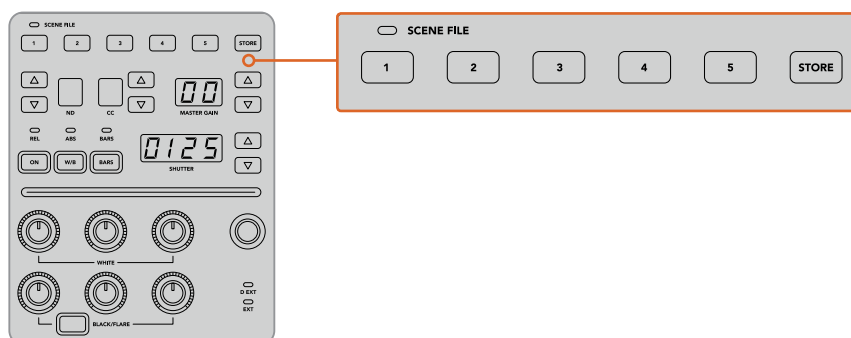 SCENE FILE
1 2 3 4 5 STORE
ND CC 00 MASTER GAIN
REL ABS BARS
ON W/B BARS 0125
SHUTTER
WHITE
D EXT
EXT
BLACK/FLARE
SCENE FILE
1 2 3 4 5 STORE